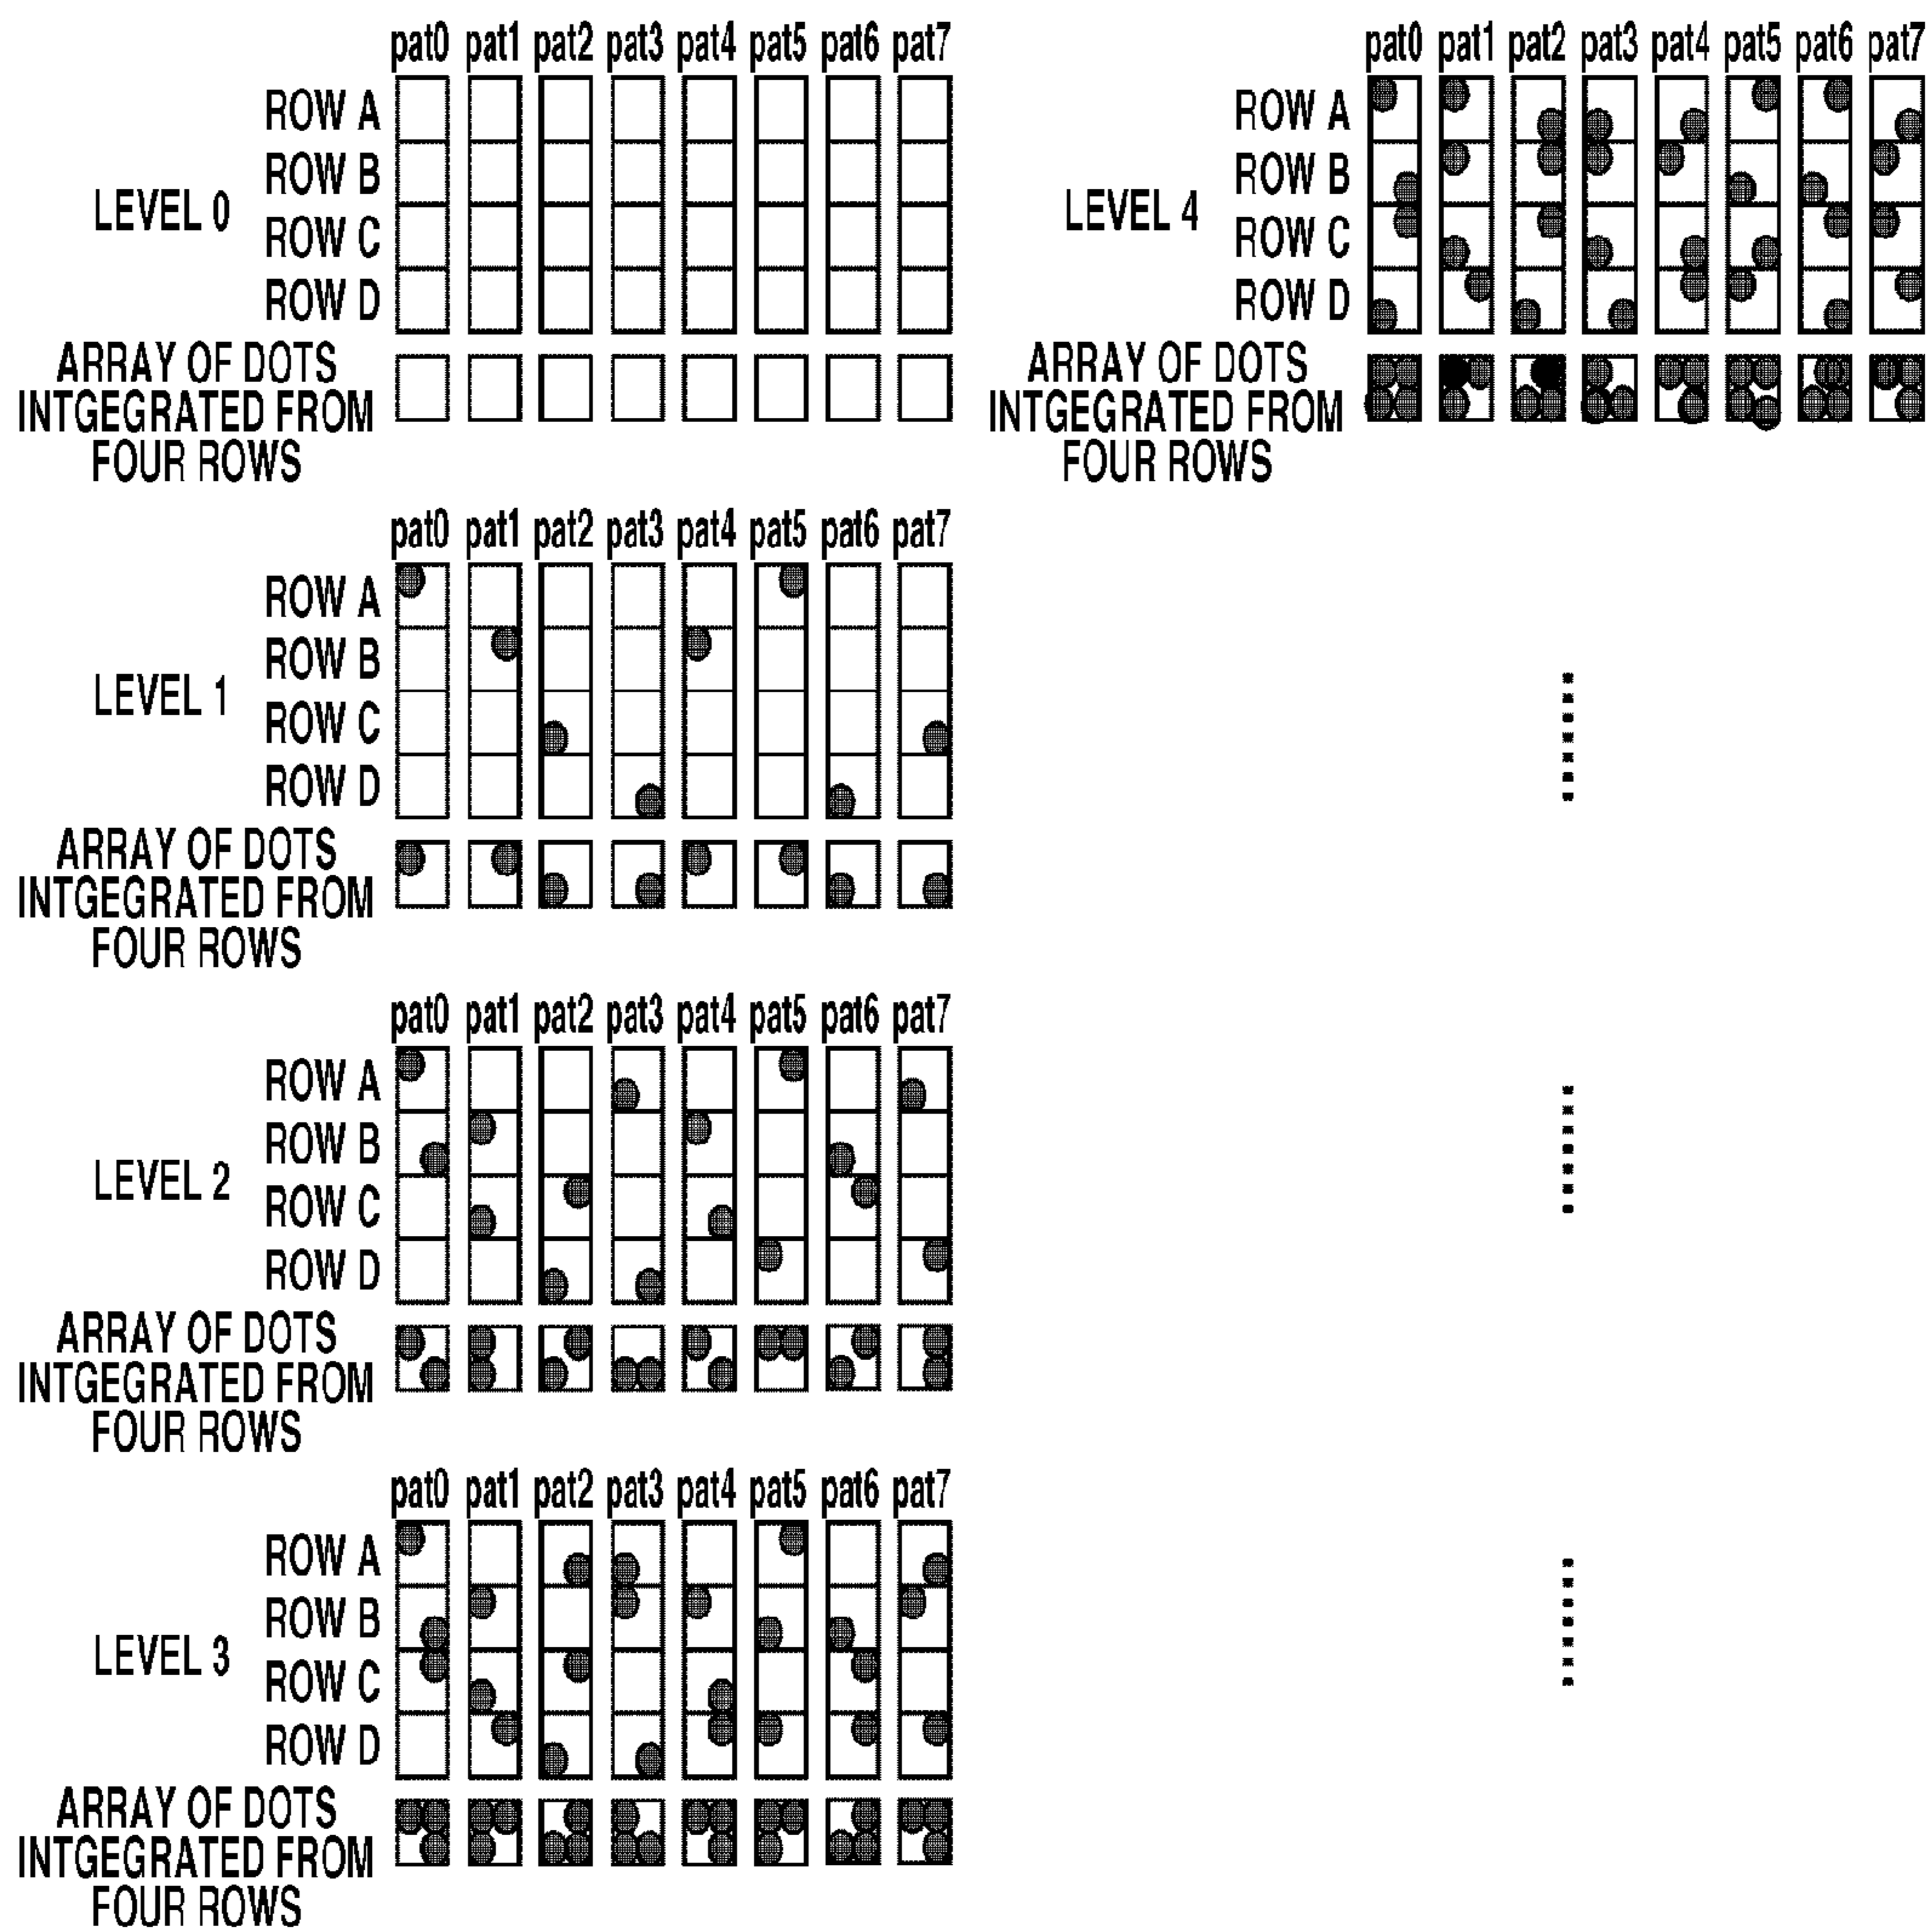 pat0 pat1 pat2 pat3 pat4 pat5 pat6 pat7
ROW A
ROW B
LEVEL 0
ROW C
ROW D
ARRAY OF DOTS
INTGEGRATED FROM
FOUR ROWS
pat0 pat1 pat2 pat3 pat4 pat5 pat6 pat7
ROW A
ROW B
LEVEL 4
ROW C
ROW D
ARRAY OF DOTS
INTGEGRATED FROM
FOUR ROWS
pat0 pat1 pat2 pat3 pat4 pat5 pat6 pat7
ROW A
ROW B
LEVEL 1
ROW C
ROW D
ARRAY OF DOTS
INTGEGRATED FROM
FOUR ROWS
pat0 pat1 pat2 pat3 pat4 pat5 pat6 pat7
ROW A
ROW B
LEVEL 2
ROW C
ROW D
ARRAY OF DOTS
INTGEGRATED FROM
FOUR ROWS
pat0 pat1 pat2 pat3 pat4 pat5 pat6 pat7
ROW A
ROW B
LEVEL 3
ROW C
ROW D
ARRAY OF DOTS
INTGEGRATED FROM
FOUR ROWS